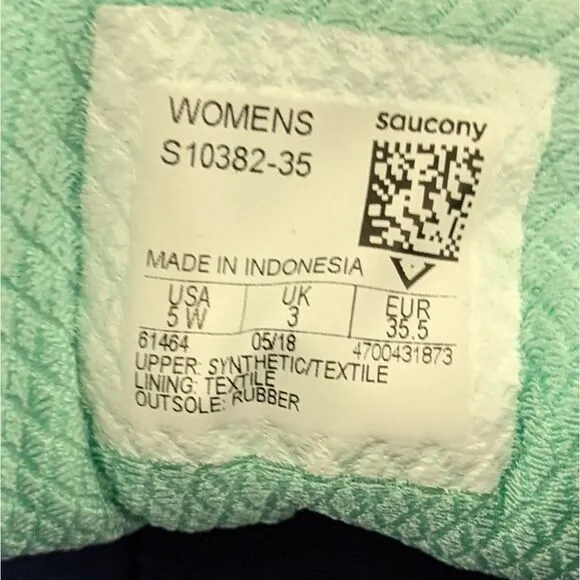 WOMENS
saucony
S10382-35
MADE IN INDONESIA
USA UK EUR
5 W 3 35.5
61464 05/18 4700431873
UPPER: SYNTHETIC/TEXTILE
LINING: TEXTILE
OUTSOLE: RUBBER